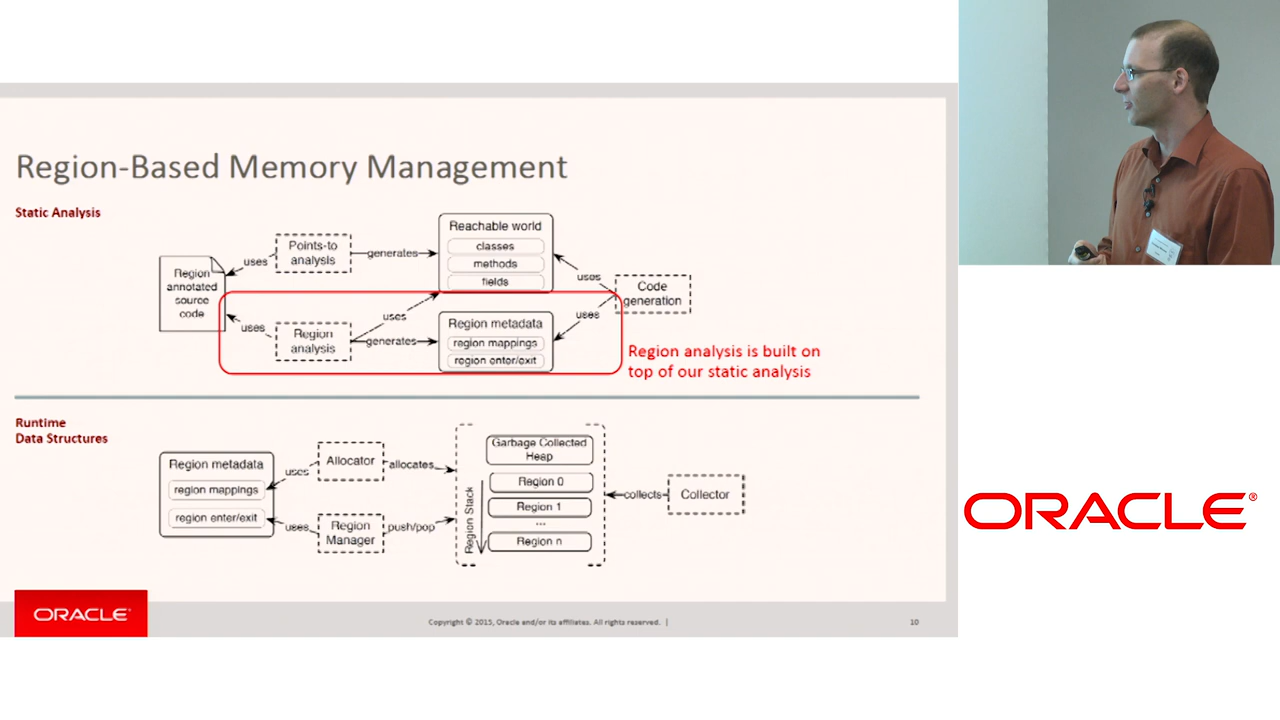 Region-Based Memory Management
Static Analysis
Region
annotated
source
code
uses
uses
Points-to
analysis
Region
analysis
generates
uses
generates
Reachable world
classes
methods
fields
Region metadata
region mappings
region enter/exit
uses
uses
Code
generation
Region analysis is built on
top of our static analysis
Runtime
Data Structures
Region metadata
region mappings
region enter/exit
uses
uses
Allocator
Region
Manager
allocates
push/pop
Region Stack
Garbage Collected
Heap
Region 0
Region 1
...
Region n
collects
Collector
ORACLE®
Copyright © 2015, Oracle and/or its affiliates. All rights reserved. |
10
ORACLE®